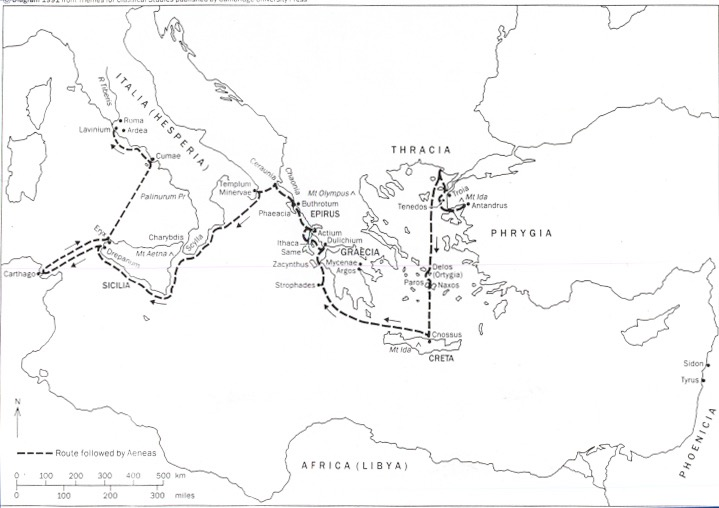 Diagram 1991 from Themes for Classical Studies published by Cambridge University Press
ITALIA (HESPERIA)
R Tiberis
Roma
Lavinium
Ardea
Cumae
Palinurum Pr
THRACIA
Ceraunia
Chaonia
Mt Olympus
Templum
Minervae
Buthrotum
Phaeacia
EPIRUS
Troia
Mt Ida
Antandrus
Tenedos
PHRYGIA
Actium
Dulichium
Ithaca
Same
GRAECIA
Zacynthus
Mycenae
Argos
Strophades
Delos
(Ortygia)
Paros
Naxos
Charybdis
Scylla
Mt Aetna
Drepanum
Carthago
SICILIA
Cnossus
Mt Ida
CRETA
Sidon
Tyrus
PHOENICIA
N
Route followed by Aeneas
0 100 200 300 400 500 km
0 100 200 300 miles
AFRICA (LIBYA)